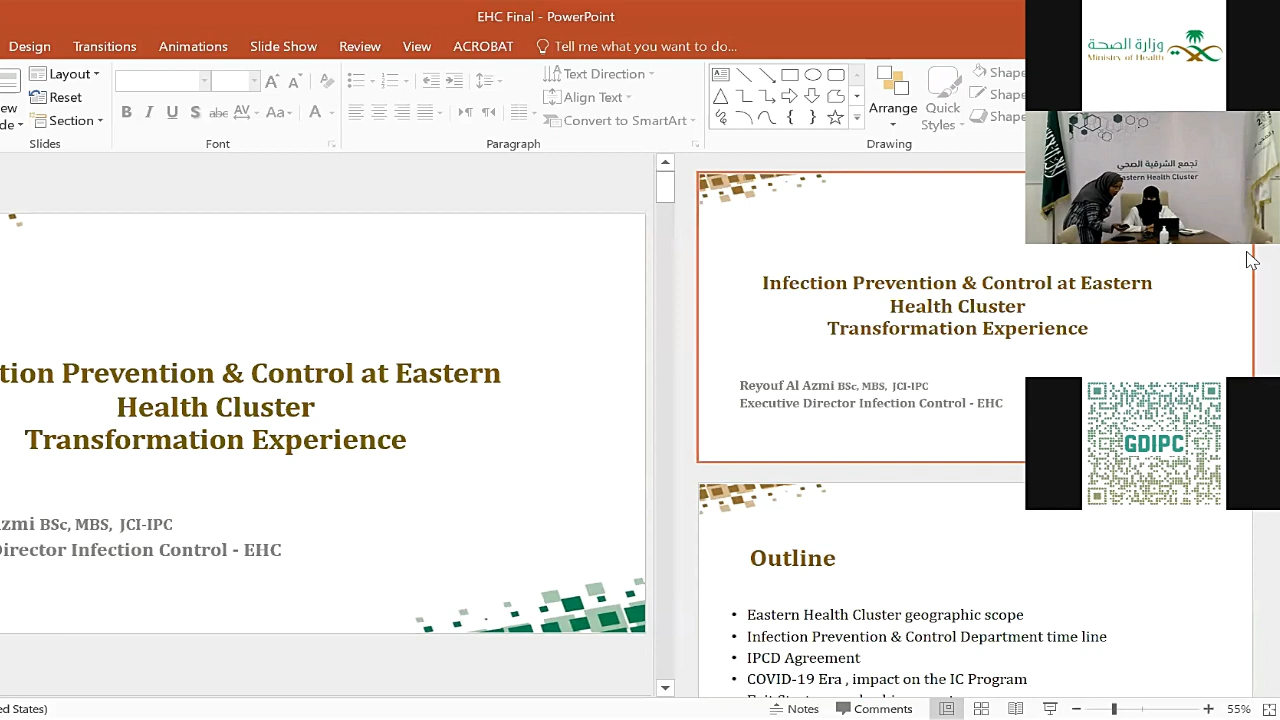 EHC Final - PowerPoint
Design Transitions Animations Slide Show Review View ACROBAT Tell me what you want to do...
Layout
Reset
Section
Slides
B I U S abc AV Aa A
Font
Text Direction
Align Text
Convert to SmartArt
Paragraph
Arrange
Quick
Styles
Shape
Shape
Shape
Drawing
وزارة الصحة
Ministry of Health
تجمع الشرقية الصحي
Eastern Health Cluster
tion Prevention & Control at Eastern
Health Cluster
Transformation Experience
Azmi BSc, MBS, JCI-IPC
Director Infection Control - EHC
Infection Prevention & Control at Eastern
Health Cluster
Transformation Experience
Reyouf Al Azmi BSc, MBS, JCI-IPC
Executive Director Infection Control - EHC
GDIPC
Outline
• Eastern Health Cluster geographic scope
• Infection Prevention & Control Department time line
• IPCD Agreement
• COVID-19 Era , impact on the IC Program
ed States)
Notes Comments 55%